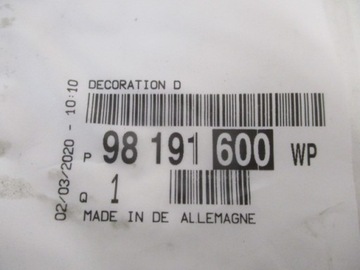 DECORATION D
P 98 191 600 WP
Q 1
MADE IN DE ALLEMAGNE
02/03/2020 - 10:10